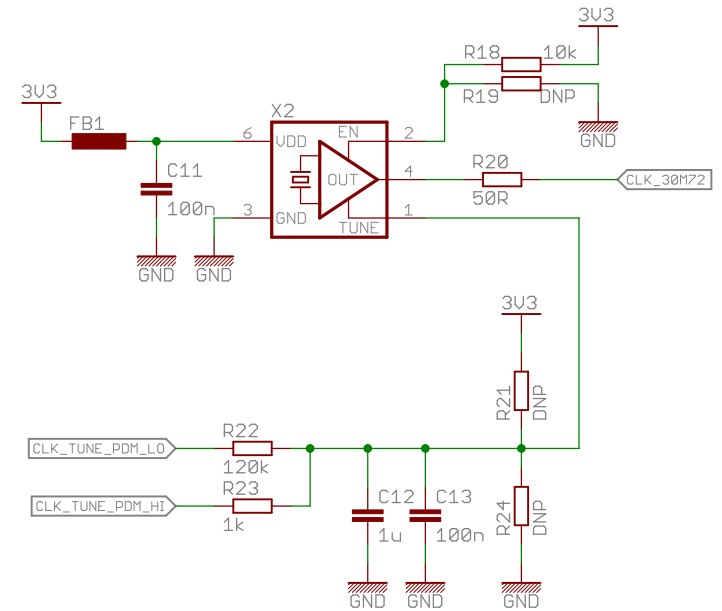 3V3
R18 10k
3V3
R19 DNP
FB1
X2
GND
6 VDD EN 2
C11
OUT 4 R20
CLK_30M72
100n
50R
3 GND 1
TUNE
GND GND
3V3
R21 DNP
CLK_TUNE_PDM_LO R22
120k
CLK_TUNE_PDM_HI R23
1k
C12 C13
1u 100n
R24 DNP
GND GND GND